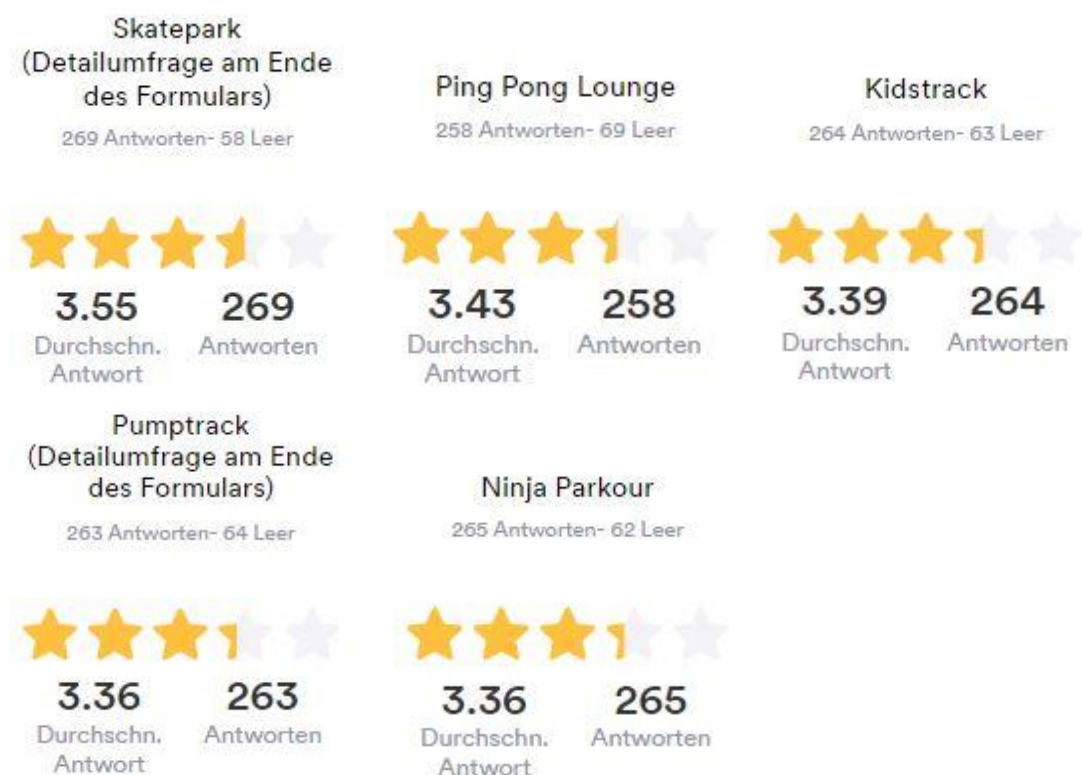 Skatepark
(Detailumfrage am Ende
des Formulars)
269 Antworten- 58 Leer
3.55 269
Durchschn. Antworten
Antwort
Ping Pong Lounge
258 Antworten- 69 Leer
3.43 258
Durchschn. Antworten
Antwort
Kidstrack
264 Antworten- 63 Leer
3.39 264
Durchschn. Antworten
Antwort
Pumptrack
(Detailumfrage am Ende
des Formulars)
263 Antworten- 64 Leer
3.36 263
Durchschn. Antworten
Antwort
Ninja Parkour
265 Antworten- 62 Leer
3.36 265
Durchschn. Antworten
Antwort